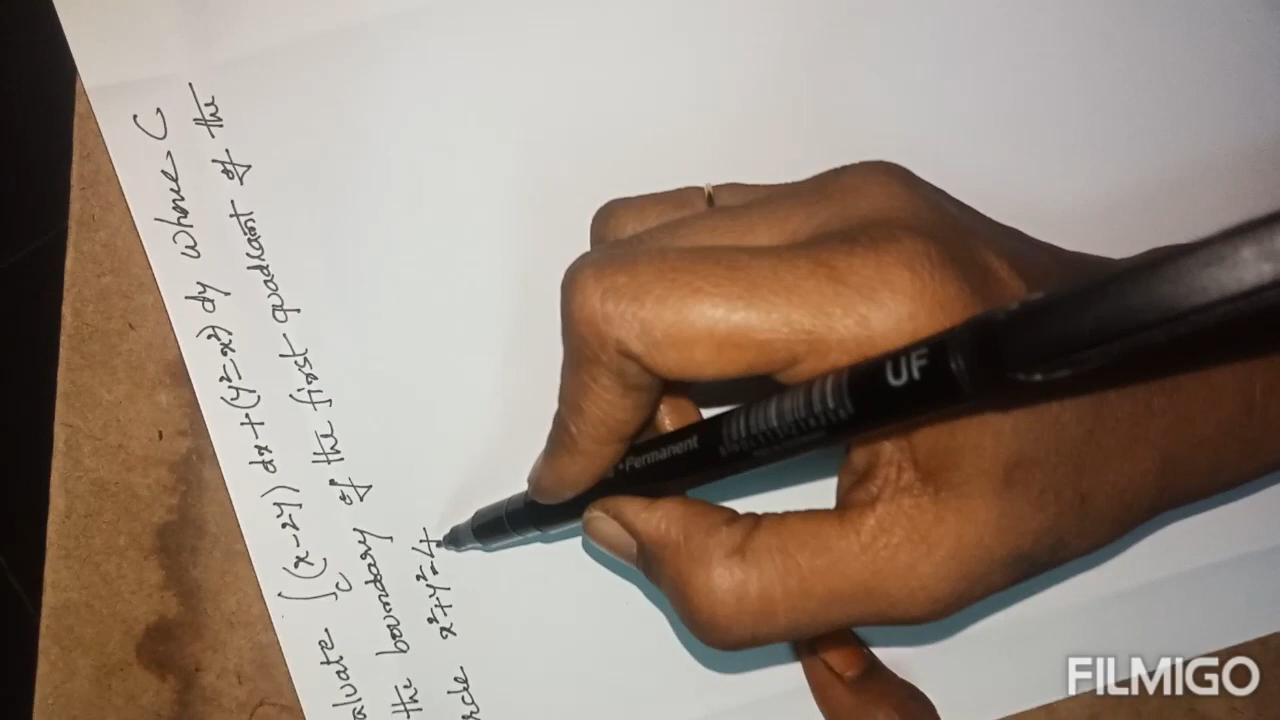 aluate ∫c (x-2y) dx + (y²-x²) dy where C
the boundary of the first quadrant of the
rcle x²+y²=4
•Permanent
UF
FILMIGO